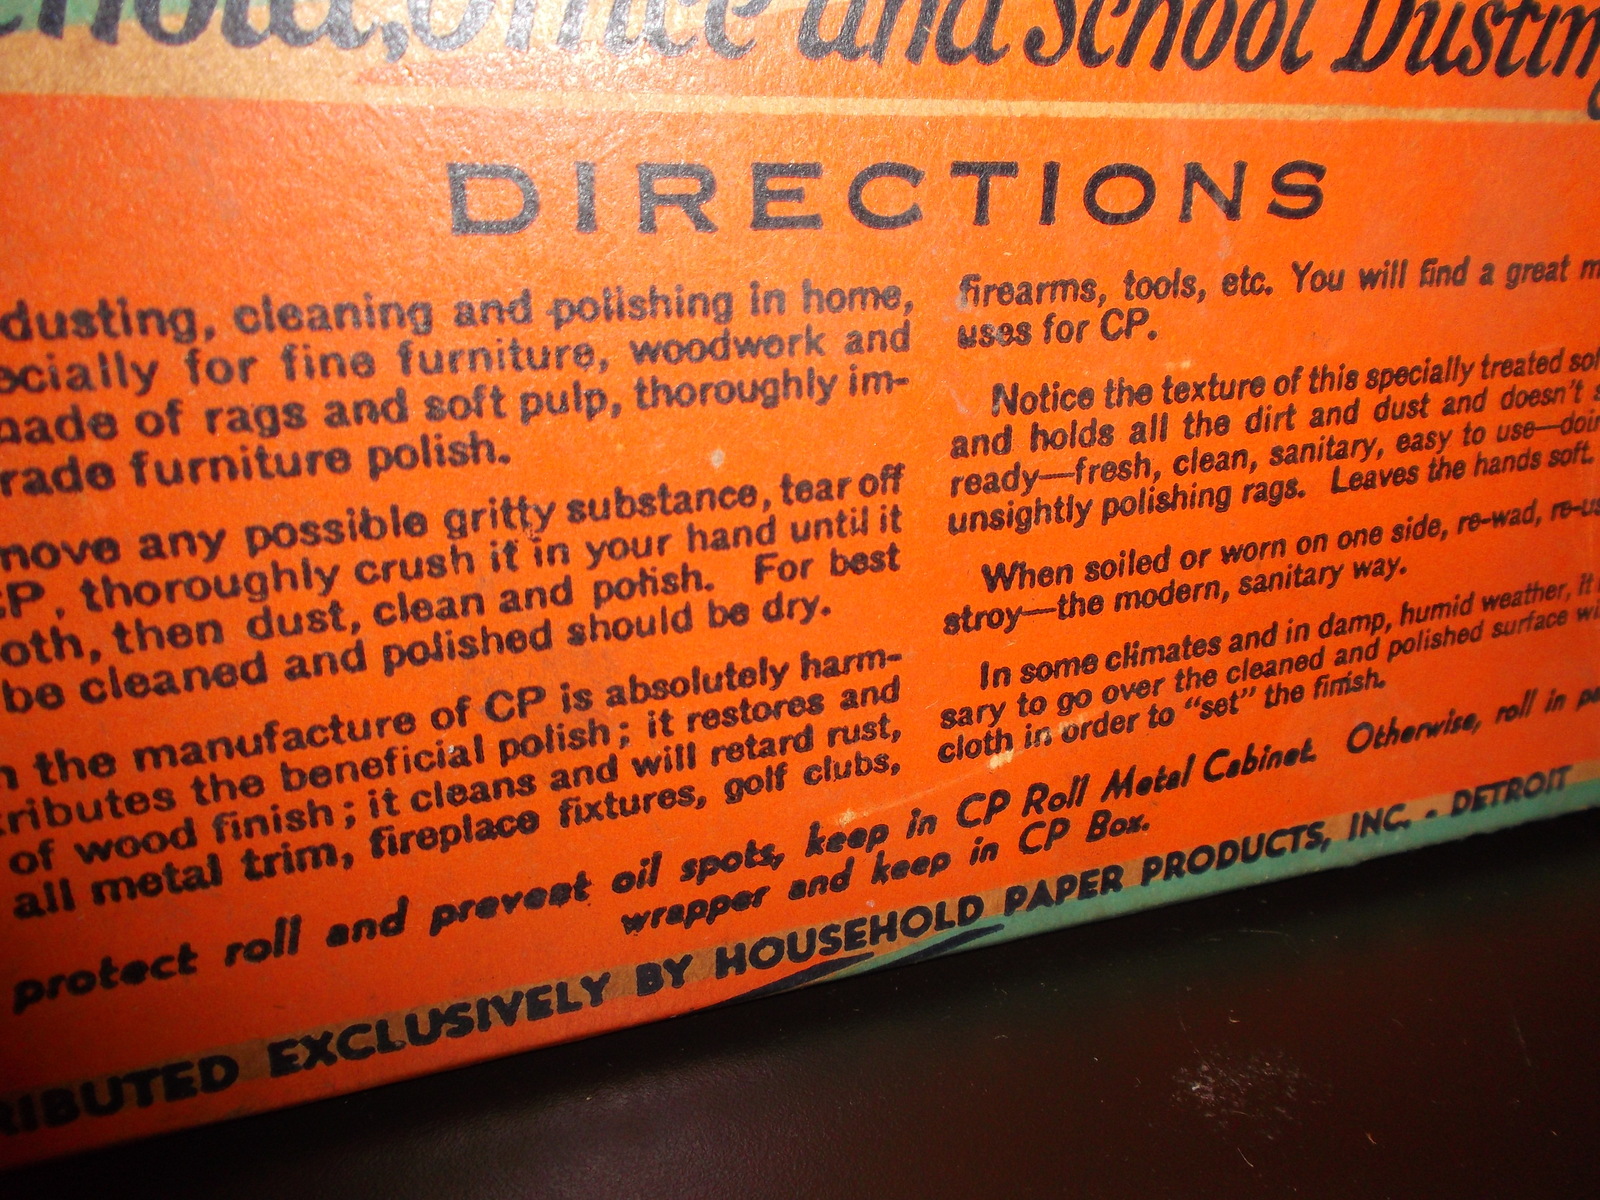 Office and School Dusting
DIRECTIONS
dusting, cleaning and polishing in home,
ecially for fine furniture, woodwork and
made of rags and soft pulp, thoroughly im-
rade furniture polish.
move any possible gritty substance, tear off
CP, thoroughly crush it in your hand until it
oth, then dust, clean and polish. For best
be cleaned and polished should be dry.
n the manufacture of CP is absolutely harm-
tributes the beneficial polish; it restores and
of wood finish; it cleans and will retard rust,
all metal trim, fireplace fixtures, golf clubs,
firearms, tools, etc. You will find a great m
uses for CP.
Notice the texture of this specially treated
and holds all the dirt and dust and doesn't
ready—fresh, clean, sanitary, easy to use—doin
unsightly polishing rags. Leaves the hands soft.
When soiled or worn on one side, re-wad, re-us
stroy—the modern, sanitary way.
In some climates and in damp, humid weather, it
sary to go over the cleaned and polished surface wi
cloth in order to "set" the finish.
protect roll and prevent oil spots, keep in CP Roll Metal Cabinet. Otherwise, roll in
wrapper and keep in CP Box.
RIBUTED EXCLUSIVELY BY HOUSEHOLD PAPER PRODUCTS, INC. - DETROIT